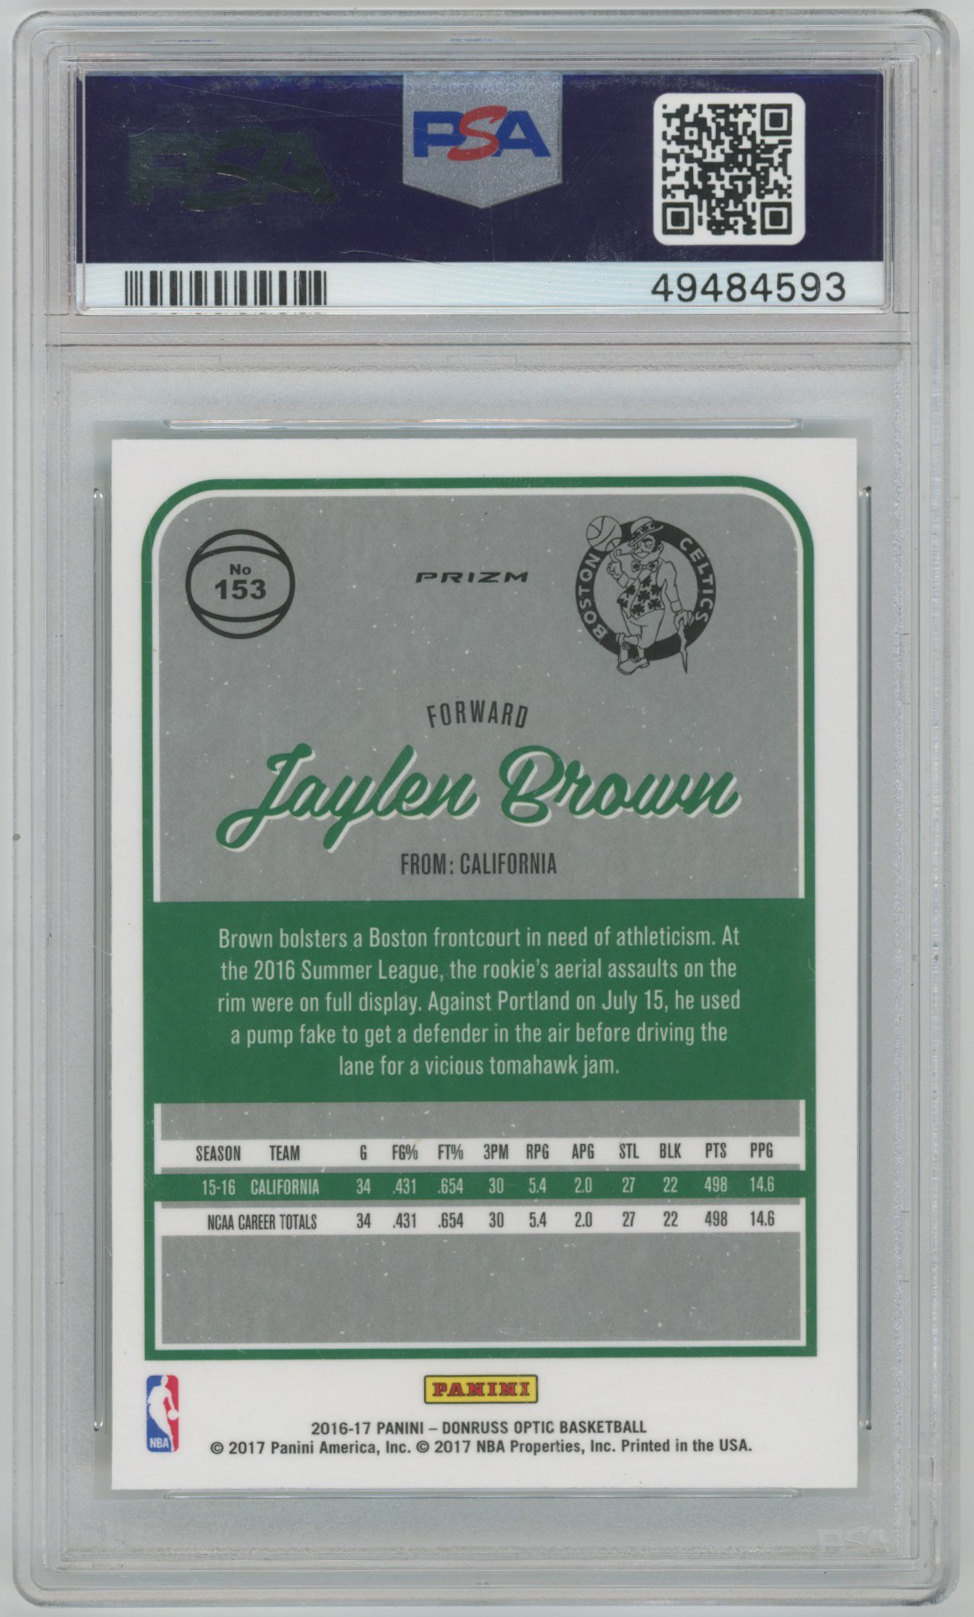 PSA
PSA
49484593
No
153
PRIZM
BOSTON CELTICS
FORWARD
Jaylen Brown
FROM: CALIFORNIA
Brown bolsters a Boston frontcourt in need of athleticism. At
the 2016 Summer League, the rookie's aerial assaults on the
rim were on full display. Against Portland on July 15, he used
a pump fake to get a defender in the air before driving the
lane for a vicious tomahawk jam.
SEASON TEAM G FG% FT% 3PM RPG APG STL BLK PTS PPG
15-16 CALIFORNIA 34 .431 .654 30 5.4 2.0 27 22 498 14.6
NCAA CAREER TOTALS 34 .431 .654 30 5.4 2.0 27 22 498 14.6
PANINI
NBA
2016-17 PANINI – DONRUSS OPTIC BASKETBALL
© 2017 Panini America, Inc. © 2017 NBA Properties, Inc. Printed in the USA.
PSA